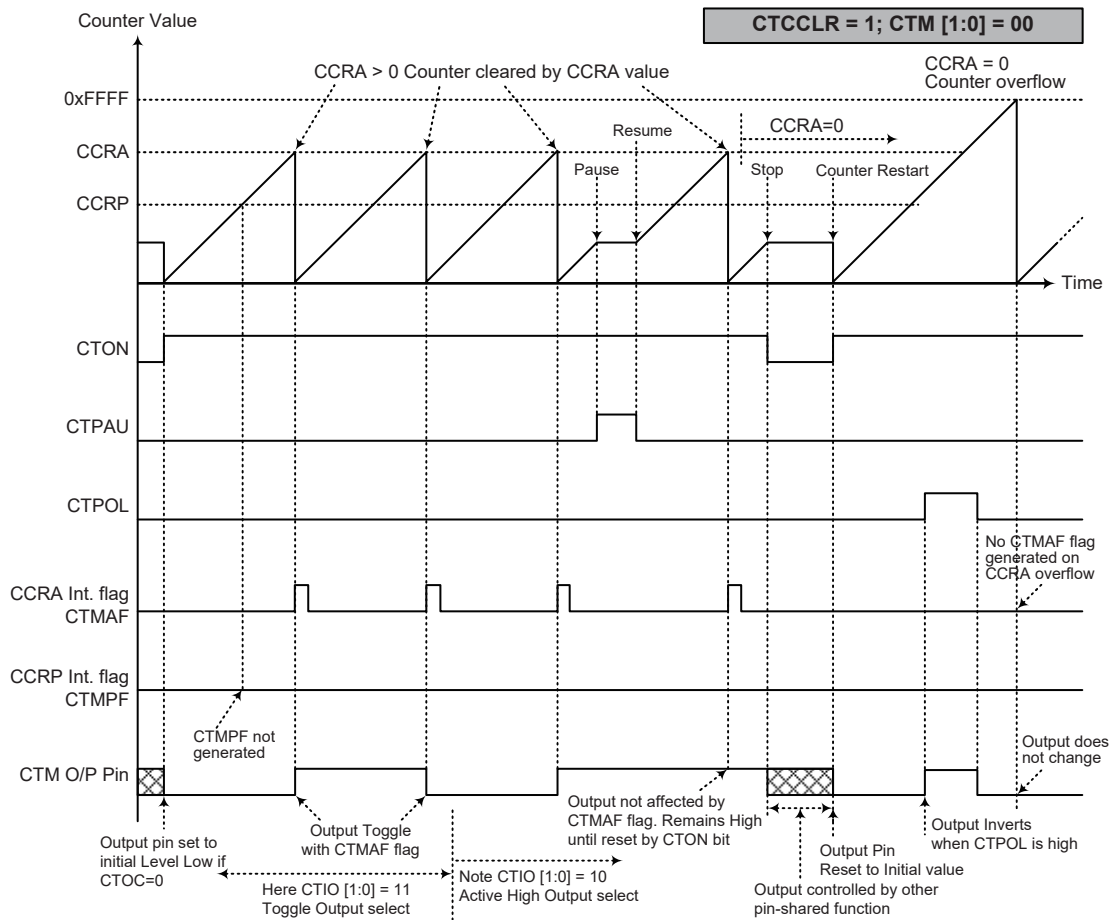 Counter Value
CTCCLR = 1; CTM [1:0] = 00
CCRA > 0 Counter cleared by CCRA value
CCRA = 0
Counter overflow
0xFFFF
Resume
CCRA=0
CCRA
Pause
Stop
Counter Restart
CCRP
Time
CTON
CTPAU
CTPOL
No CTMAF flag
generated on
CCRA overflow
CCRA Int. flag
CTMAF
CCRP Int. flag
CTMPF
CTMPF not
generated
Output does
not change
CTM O/P Pin
Output pin set to
initial Level Low if
CTOC=0
Output Toggle
with CTMAF flag
Output not affected by
CTMAF flag. Remains High
until reset by CTON bit
Output Inverts
when CTPOL is high
Output Pin
Reset to Initial value
Here CTIO [1:0] = 11
Toggle Output select
Note CTIO [1:0] = 10
Active High Output select
Output controlled by other
pin-shared function